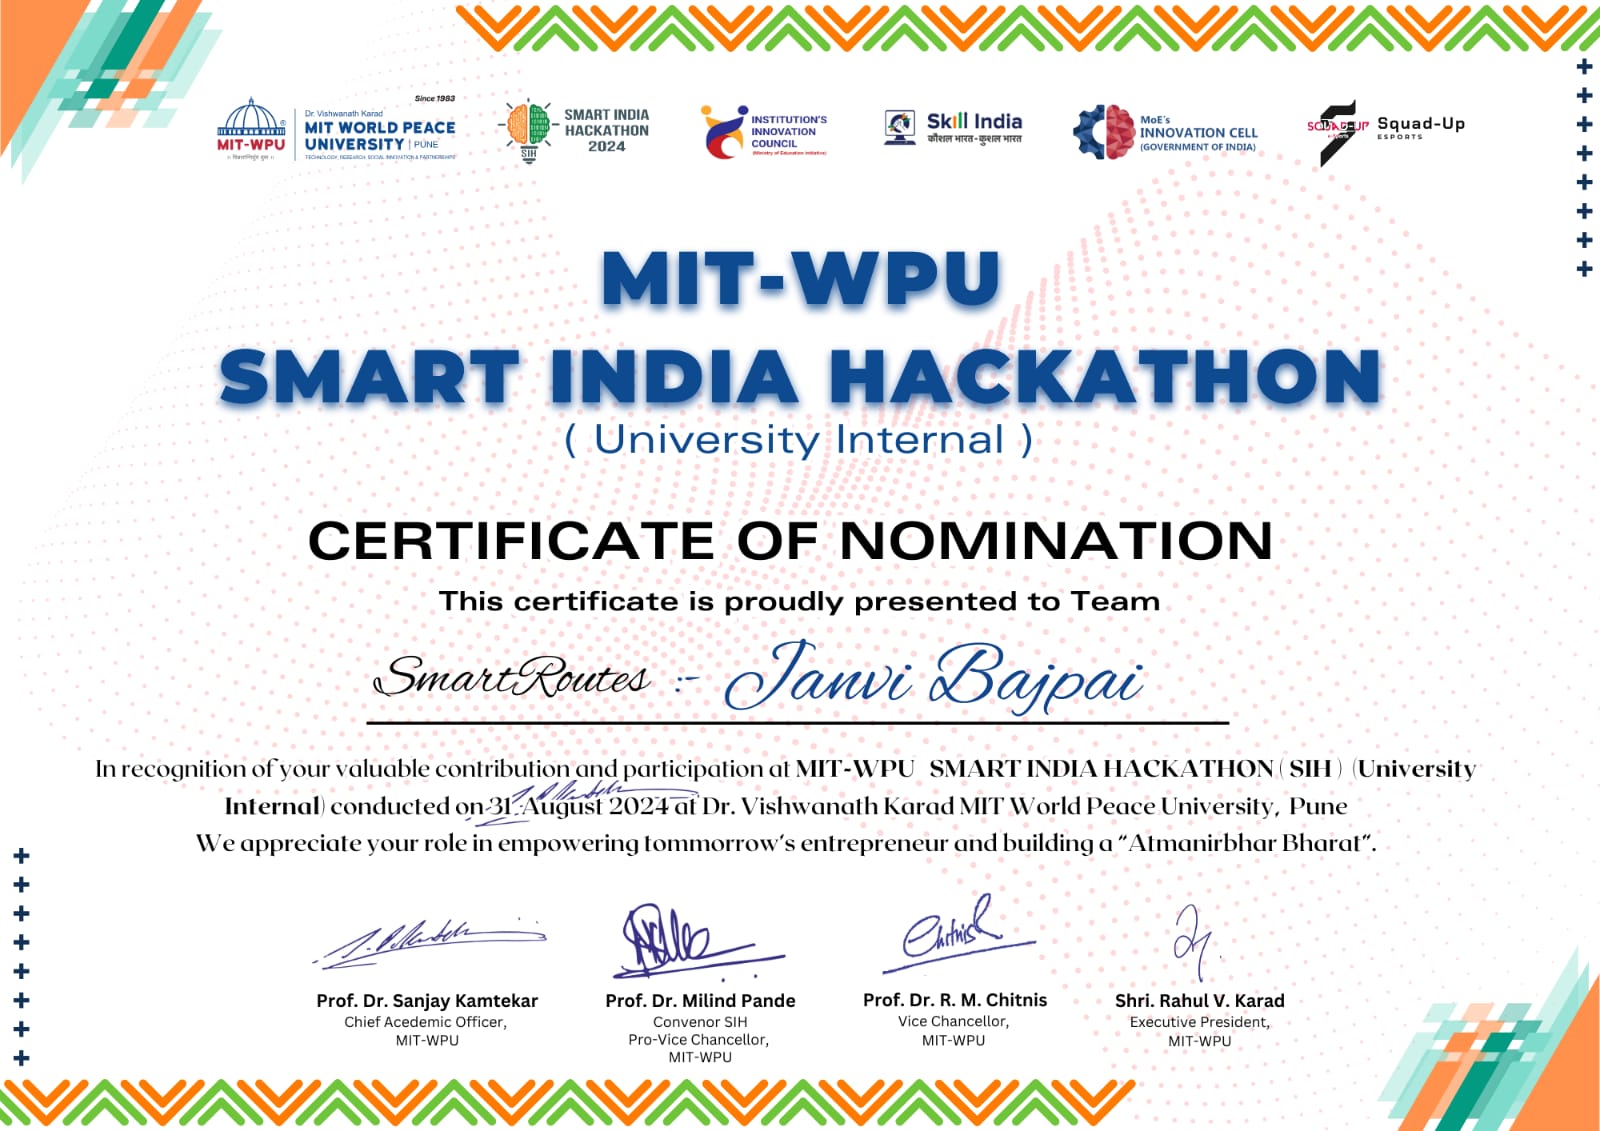 Since 1983
Dr. Vishwanath Karad
MIT WORLD PEACE
UNIVERSITY | PUNE
TECHNOLOGY, RESEARCH, SOCIAL INNOVATION & PARTNERSHIPS
MIT-WPU
॥ विश्वशान्तिर्ध्रुवं ध्रुवा ॥
SMART INDIA
HACKATHON
2024
SIH
INSTITUTION'S
INNOVATION
COUNCIL
(Ministry of Education Initiative)
Skill India
कौशल भारत-कुशल भारत
MoE's
INNOVATION CELL
(GOVERNMENT OF INDIA)
SQUAD-UP
Squad-Up
ESPORTS
MIT-WPU
SMART INDIA HACKATHON
( University Internal )
CERTIFICATE OF NOMINATION
This certificate is proudly presented to Team
SmartRoutes :- Janvi Bajpai
In recognition of your valuable contribution and participation at MIT-WPU SMART INDIA HACKATHON ( SIH ) (University
Internal) conducted on 31 August 2024 at Dr. Vishwanath Karad MIT World Peace University, Pune
We appreciate your role in empowering tommorrow's entrepreneur and building a "Atmanirbhar Bharat".
Chitnis
Prof. Dr. Sanjay Kamtekar
Chief Acedemic Officer,
MIT-WPU
Prof. Dr. Milind Pande
Convenor SIH
Pro-Vice Chancellor,
MIT-WPU
Prof. Dr. R. M. Chitnis
Vice Chancellor,
MIT-WPU
Shri. Rahul V. Karad
Executive President,
MIT-WPU